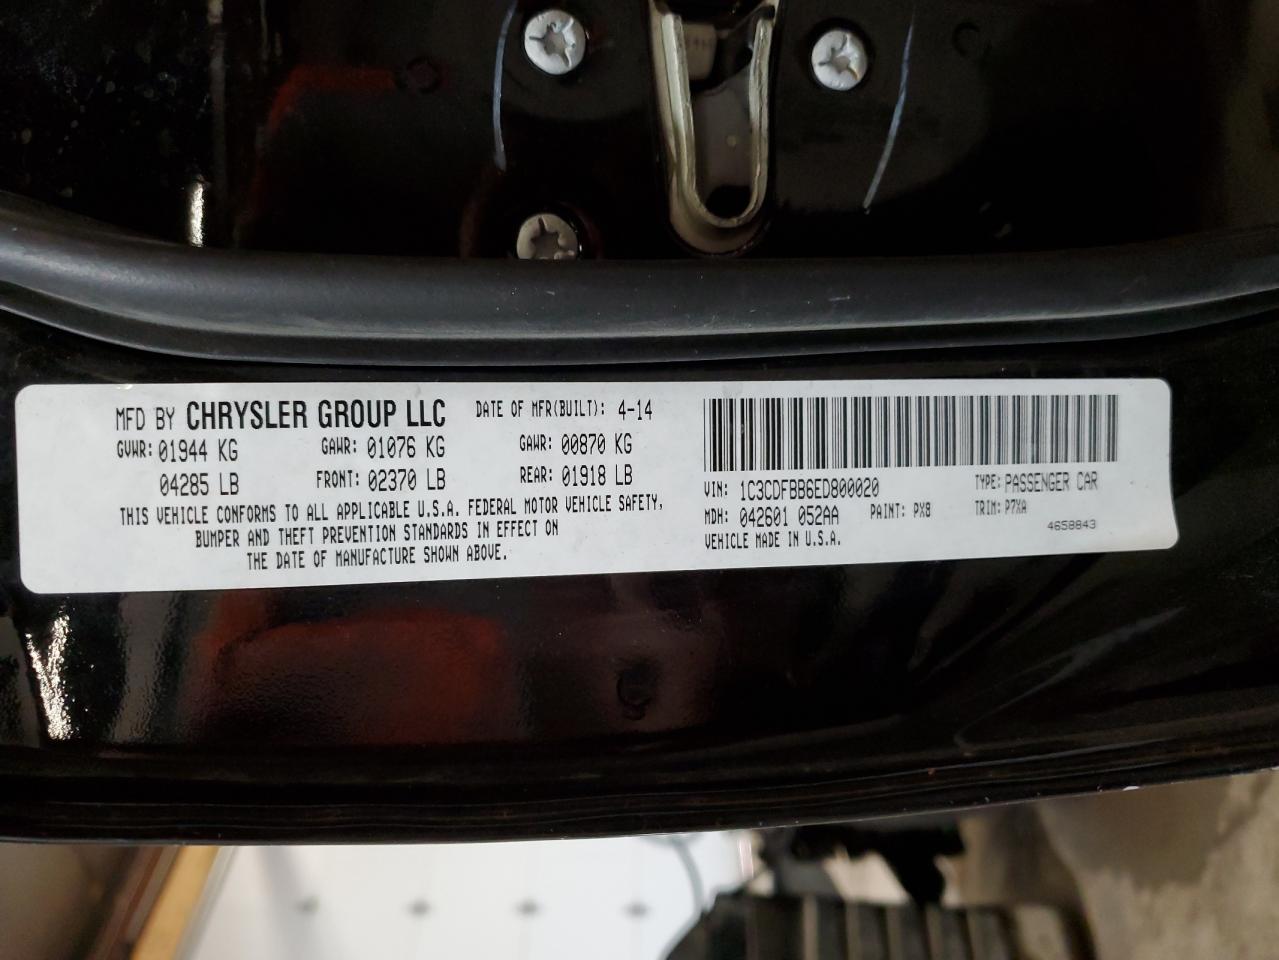 MFD BY CHRYSLER GROUP LLC DATE OF MFR(BUILT): 4-14
GVWR: 01944 KG GAWR: 01076 KG GAWR: 00870 KG
04285 LB FRONT: 02370 LB REAR: 01918 LB
THIS VEHICLE CONFORMS TO ALL APPLICABLE U.S.A. FEDERAL MOTOR VEHICLE SAFETY,
BUMPER AND THEFT PREVENTION STANDARDS IN EFFECT ON
THE DATE OF MANUFACTURE SHOWN ABOVE.
VIN: 1C3CDFBB6ED800020 TYPE: PASSENGER CAR
MDH: 042601 052AA PAINT: PX8 TRIM: P7XA
VEHICLE MADE IN U.S.A. 4658843